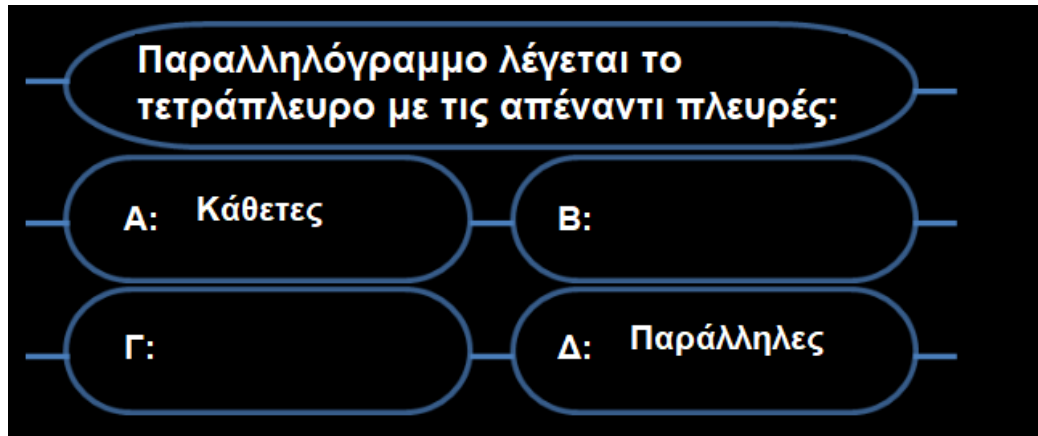 Παραλληλόγραμμο λέγεται το
τετράπλευρο με τις απέναντι πλευρές:
Α: Κάθετες
Β:
Γ:
Δ: Παράλληλες